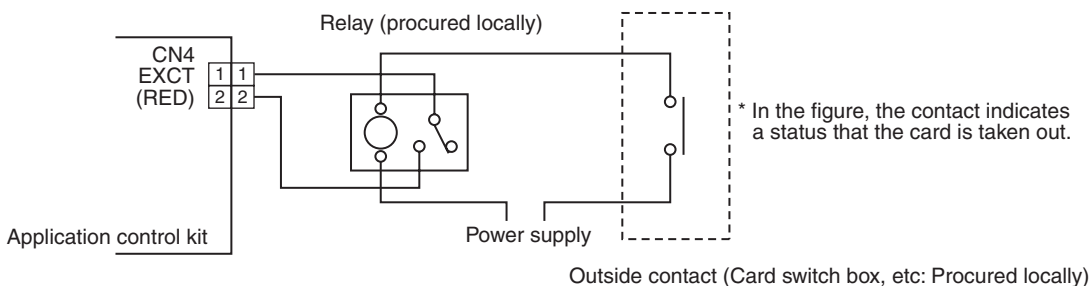 Relay (procured locally)
CN4
EXCT
(RED)
1 1
2 2
* In the figure, the contact indicates
a status that the card is taken out.
Application control kit
Power supply
Outside contact (Card switch box, etc: Procured locally)